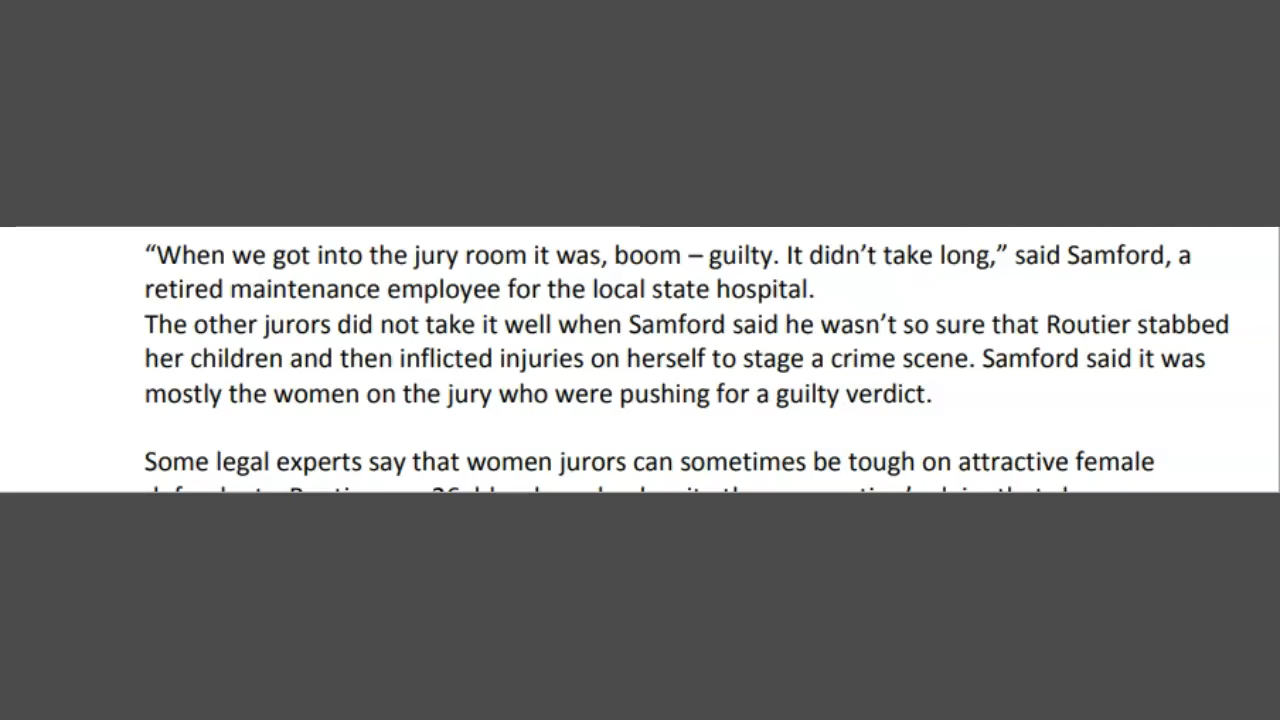 “When we got into the jury room it was, boom – guilty. It didn’t take long,” said Samford, a
retired maintenance employee for the local state hospital.
The other jurors did not take it well when Samford said he wasn’t so sure that Routier stabbed
her children and then inflicted injuries on herself to stage a crime scene. Samford said it was
mostly the women on the jury who were pushing for a guilty verdict.
Some legal experts say that women jurors can sometimes be tough on attractive female